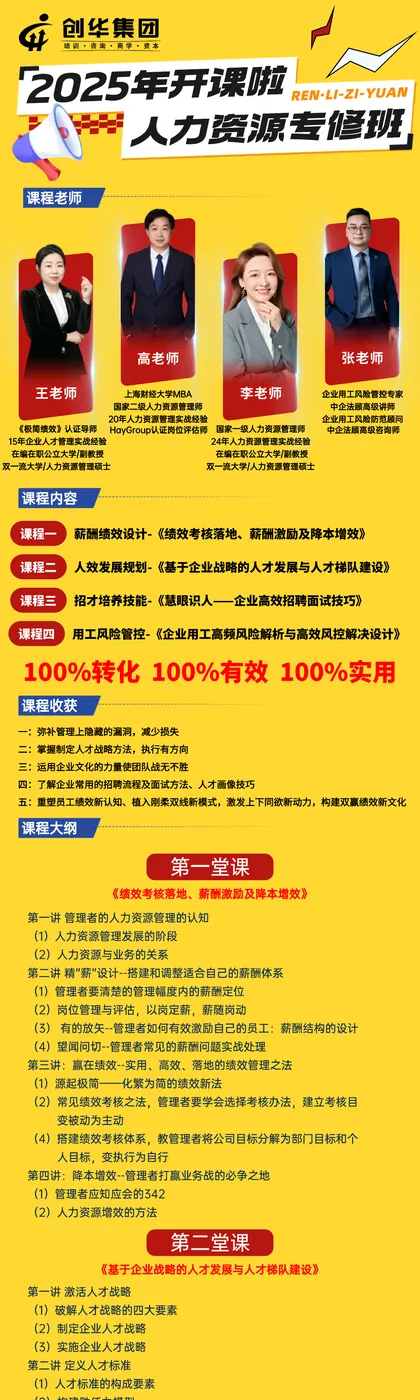 创华集团
培训·咨询·商学·资本
2025年开课啦
REN·LI-ZI-YUAN
人力资源专修班
课程老师
王老师
高老师
李老师
张老师
《极简绩效》认证导师
15年企业人才管理实战经验
在编在职公立大学/副教授
双一流大学/人力资源管理硕士
上海财经大学MBA
国家二级人力资源管理师
20年人力资源管理实战经验
HayGroup认证岗位评估师
国家一级人力资源管理师
24年人力资源管理实战经验
在编在职公立大学/副教授
双一流大学/人力资源管理硕士
企业用工风险管控专家
中企法顾高级讲师
企业用工风险防范顾问
中企法顾高级咨询师
课程内容
课程一 薪酬绩效设计-《绩效考核落地、薪酬激励及降本增效》
课程二 人效发展规划-《基于企业战略的人才发展与人才梯队建设》
课程三 招才培养技能-《慧眼识人——企业高效招聘面试技巧》
课程四 用工风险管控-《企业用工高频风险解析与高效风控解决设计》
100%转化 100%有效 100%实用
课程收获
一：弥补管理上隐藏的漏洞，减少损失
二：掌握制定人才战略方法，执行有方向
三：运用企业文化的力量使团队战无不胜
四：了解企业常用的招聘流程及面试方法、人才画像技巧
五：重塑员工绩效新认知、植入刚柔双线新模式，激发上下同欲新动力，构建双赢绩效新文化
课程大纲
第一堂课
《绩效考核落地、薪酬激励及降本增效》
第一讲 管理者的人力资源管理的认知
（1）人力资源管理发展的阶段
（2）人力资源与业务的关系
第二讲 精“薪”设计--搭建和调整适合自己的薪酬体系
（1）管理者要清楚的管理幅度内的薪酬定位
（2）岗位管理与评估，以岗定薪，薪随岗动
（3） 有的放矢--管理者如何有效激励自己的员工：薪酬结构的设计
（4）望闻问切--管理者常见的薪酬问题实战处理
第三讲：赢在绩效--实用、高效、落地的绩效管理之法
（1）源起极简——化繁为简的绩效新法
（2）常见绩效考核之法，管理者要学会选择考核办法，建立考核目
变被动为主动
（4）搭建绩效考核体系，教管理者将公司目标分解为部门目标和个
人目标，变执行为自行
第四讲：降本增效--管理者打赢业务战的必争之地
（1）管理者应知应会的342
（2）人力资源增效的方法
第二堂课
《基于企业战略的人才发展与人才梯队建设》
第一讲 激活人才战略
（1）破解人才战略的四大要素
（2）制定企业人才战略
（3）实施企业人才战略
第二讲 定义人才标准
（1）人才标准的构成要素